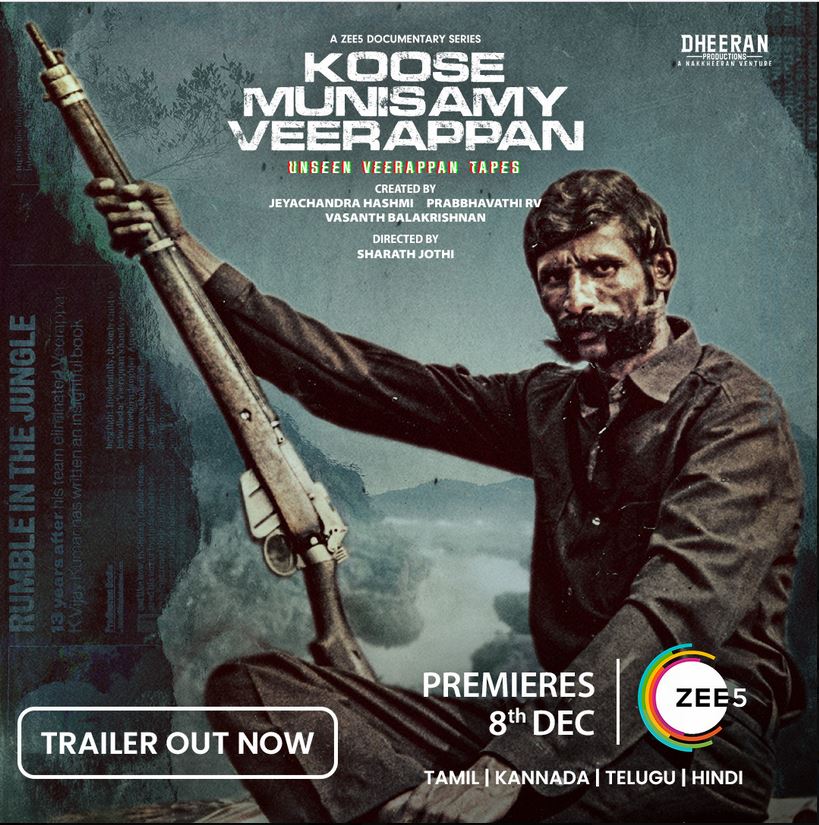 A ZEE5 DOCUMENTARY SERIES
KOOSE
MUNISAMY
VEERAPPAN
UNSEEN VEERAPPAN TAPES
CREATED BY
JEYACHANDRA HASHMI PRABBHAVATHI RV
VASANTH BALAKRISHNAN
DIRECTED BY
SHARATH JOTHI
DHEERAN
PRODUCTIONS
A NAKKHEERAN VENTURE
RUMBLE IN THE JUNGLE
13 years after his team eliminated Veerappan
K Vijay Kumar has written an insightful book
TRAILER OUT NOW
PREMIERES
8th DEC
ZEE5
TAMIL | KANNADA | TELUGU | HINDI